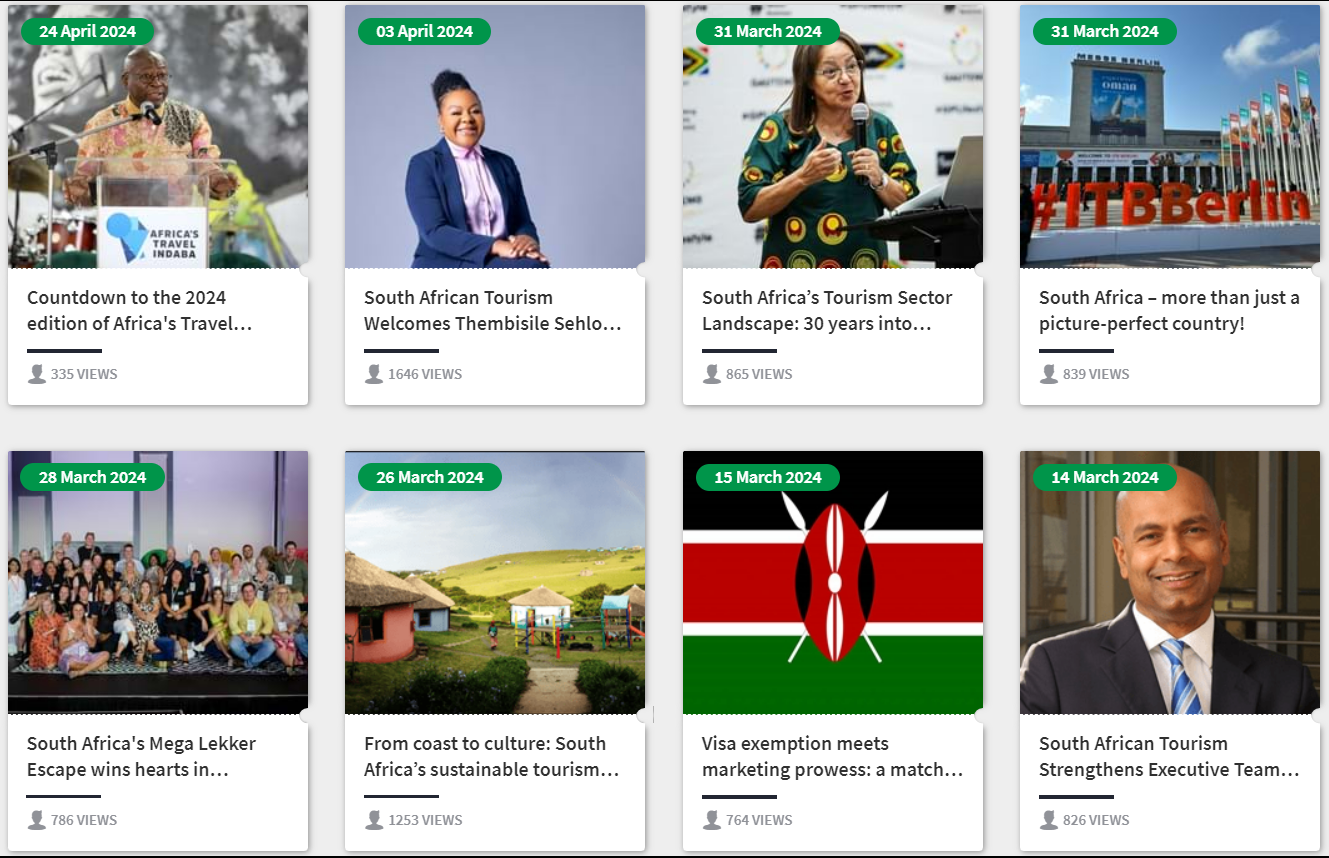 24 April 2024
AFRICA'S
TRAVEL
INDABA
Countdown to the 2024
edition of Africa's Travel...
335 VIEWS
03 April 2024
South African Tourism
Welcomes Thembisile Sehlo...
1646 VIEWS
31 March 2024
South Africa’s Tourism Sector
Landscape: 30 years into...
865 VIEWS
31 March 2024
MESSE BERLIN
oman
WELCOME TO ITB BERLIN
#ITBBerlin
South Africa – more than just a
picture-perfect country!
839 VIEWS
28 March 2024
South Africa's Mega Lekker
Escape wins hearts in...
786 VIEWS
26 March 2024
From coast to culture: South
Africa’s sustainable tourism...
1253 VIEWS
15 March 2024
Visa exemption meets
marketing prowess: a match...
764 VIEWS
14 March 2024
South African Tourism
Strengthens Executive Team...
826 VIEWS